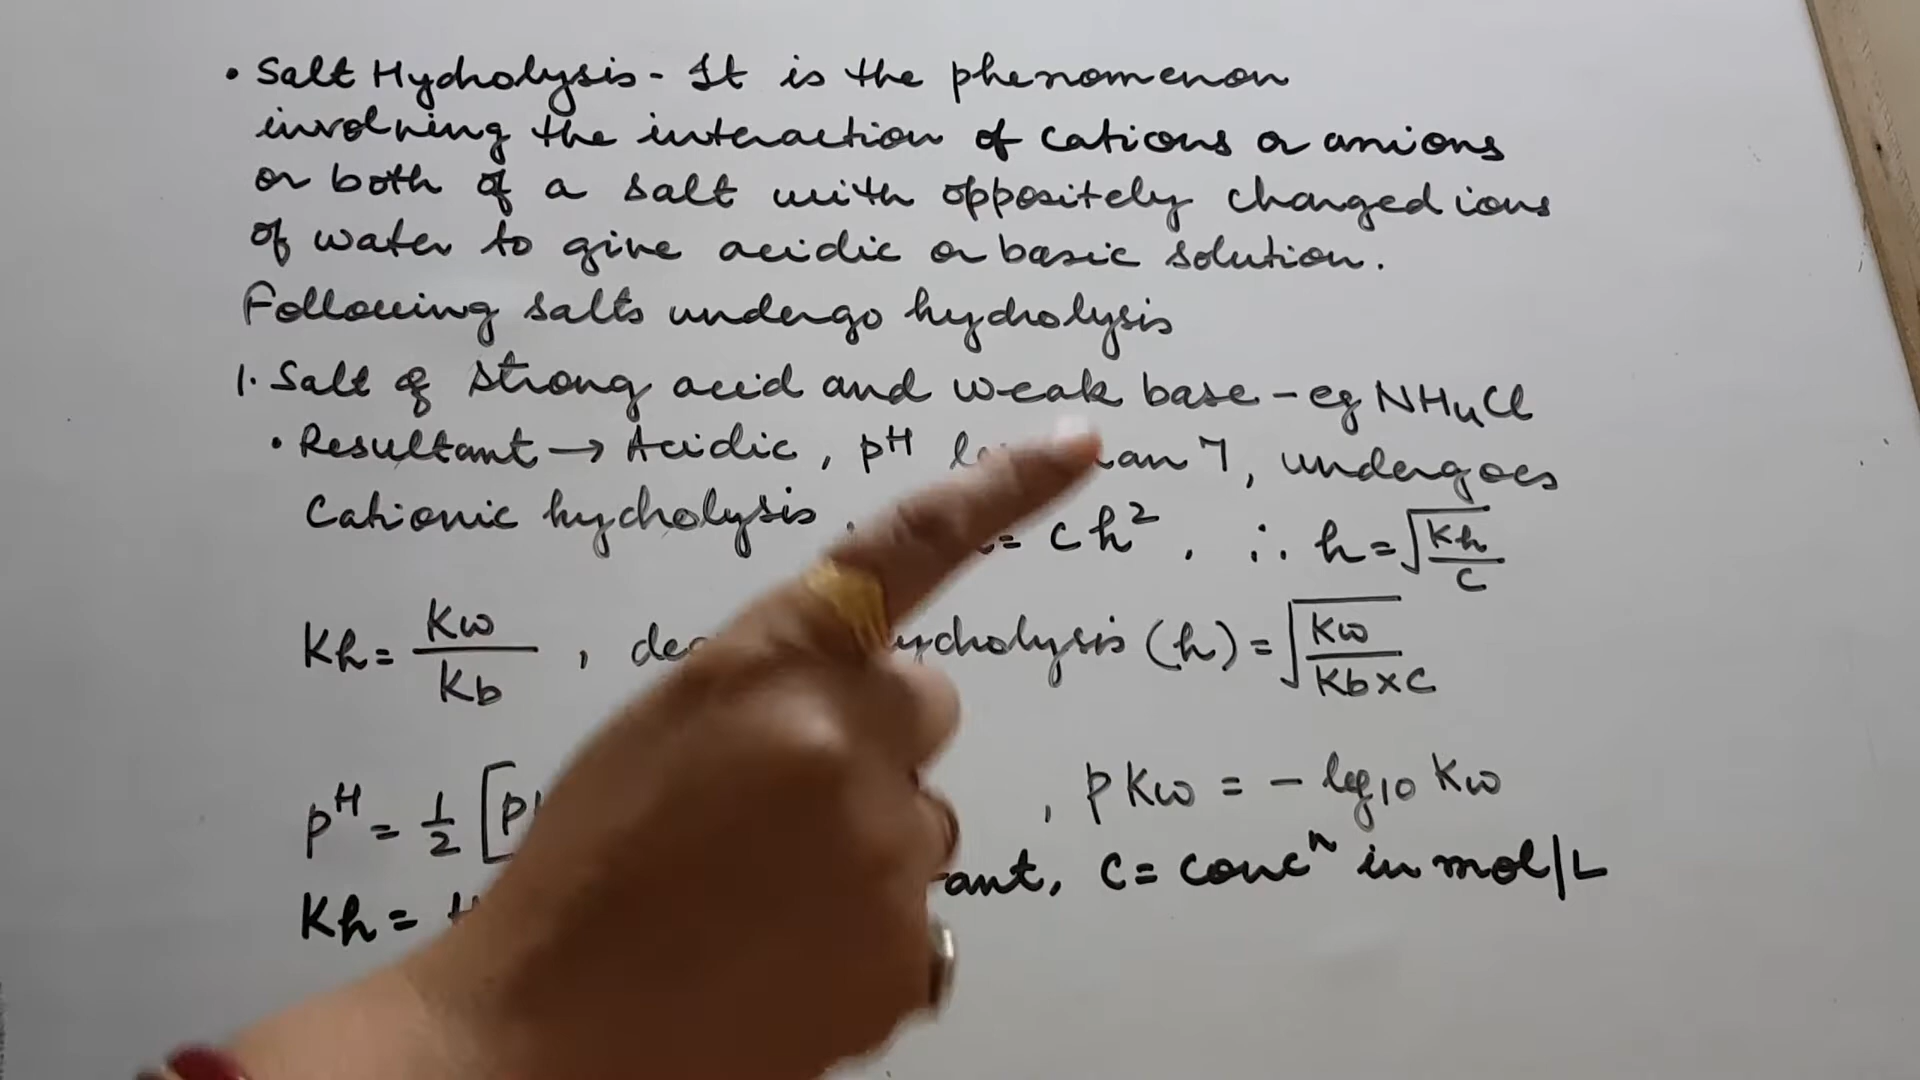 • Salt Hydrolysis - It is the phenomenon
involving the interaction of cations or anions
or both of a salt with oppositely charged ions
of water to give acidic or basic solution.
Following salts undergo hydrolysis
1. Salt of strong acid and weak base - eg NH₄Cl
• Resultant → Acidic, pH 7, undergoes
Cationic hydrolysis, = ch², ∴ h = √(Kh/C)
Kh = Kw/Kb, (h) = √(Kw/Kb×C)
pH = 1/2 [ , pKw = -log₁₀ Kw
Kh = , C = concⁿ in mol/L